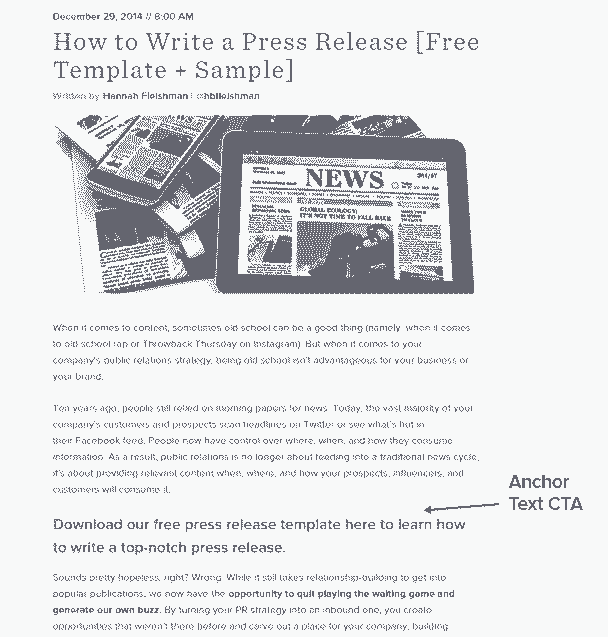 December 29, 2014 // 8:00 AM
How to Write a Press Release [Free
Template + Sample]
Written by Hannah Fleishman | @hbfleishman
NEWS
GLOBAL ECOLOGY:
IT'S NOT TIME TO FALL BACK
When it comes to content, sometimes old school can be a good thing (namely, when it comes
to old school rap or Throwback Thursday on Instagram). But when it comes to your
company's public relations strategy, being old school isn't advantageous for your business or
your brand.
Ten years ago, people still relied on morning papers for news. Today, the vast majority of your
company's customers and prospects scan headlines on Twitter or see what's hot in
their Facebook feed. People now have control over where, when, and how they consume
information. As a result, public relations is no longer about feeding into a traditional news cycle;
it's about providing relevant content when, where, and how your prospects, influencers, and
customers will consume it.
Anchor
Text CTA
Download our free press release template here to learn how
to write a top-notch press release.
Sounds pretty hopeless, right? Wrong. While it still takes relationship-building to get into
popular publications, we now have the opportunity to quit playing the waiting game and
generate our own buzz. By turning your PR strategy into an inbound one, you create
opportunities that weren't there before and carve out a place for your company, building